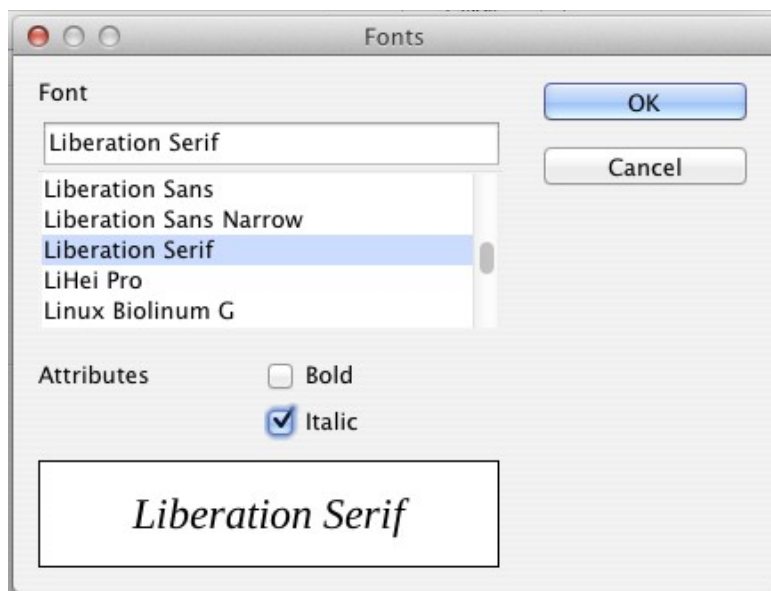 Fonts
Font
OK
Liberation Serif
Cancel
Liberation Sans
Liberation Sans Narrow
Liberation Serif
LiHei Pro
Linux Biolinum G
Attributes
Bold
Italic
Liberation Serif